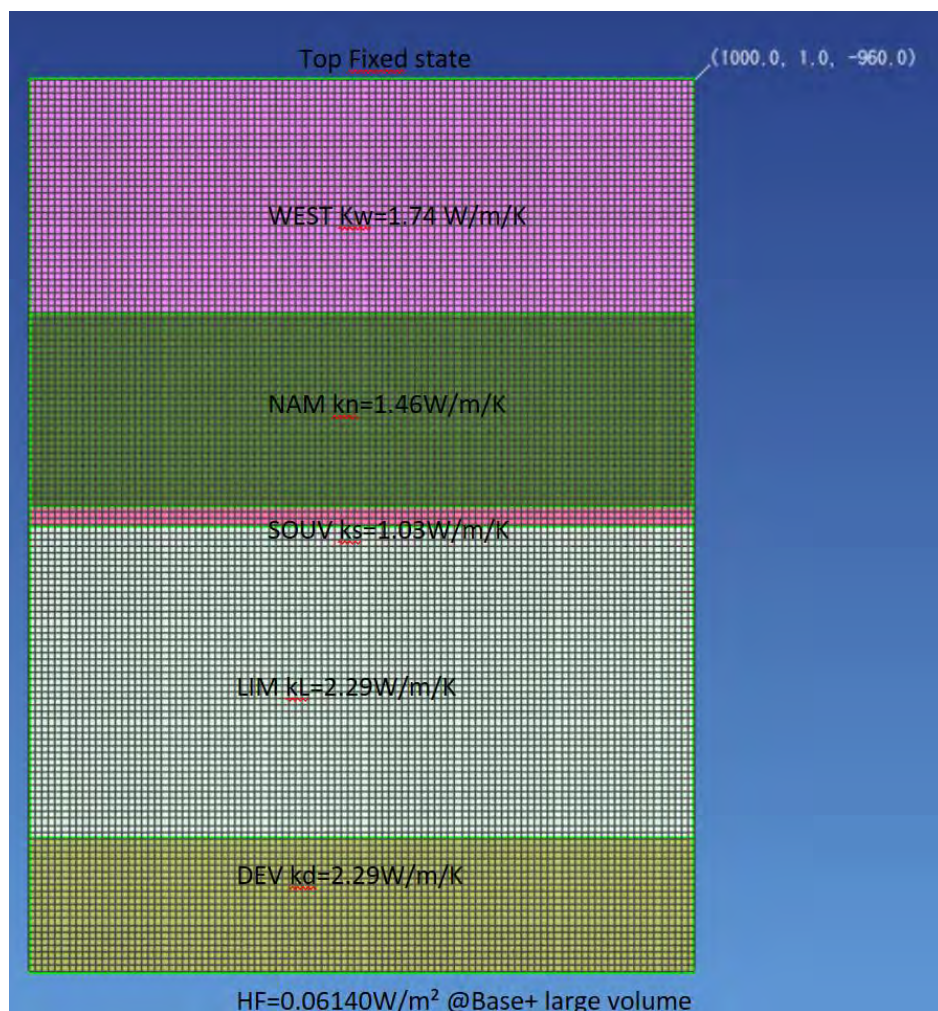 Top Fixed state
(1000.0, 1.0, -960.0)
WEST Kw=1.74 W/m/K
NAM kn=1.46W/m/K
SOUV ks=1.03W/m/K
LIM kL=2.29W/m/K
DEV kd=2.29W/m/K
HF=0.06140W/m² @Base+ large volume